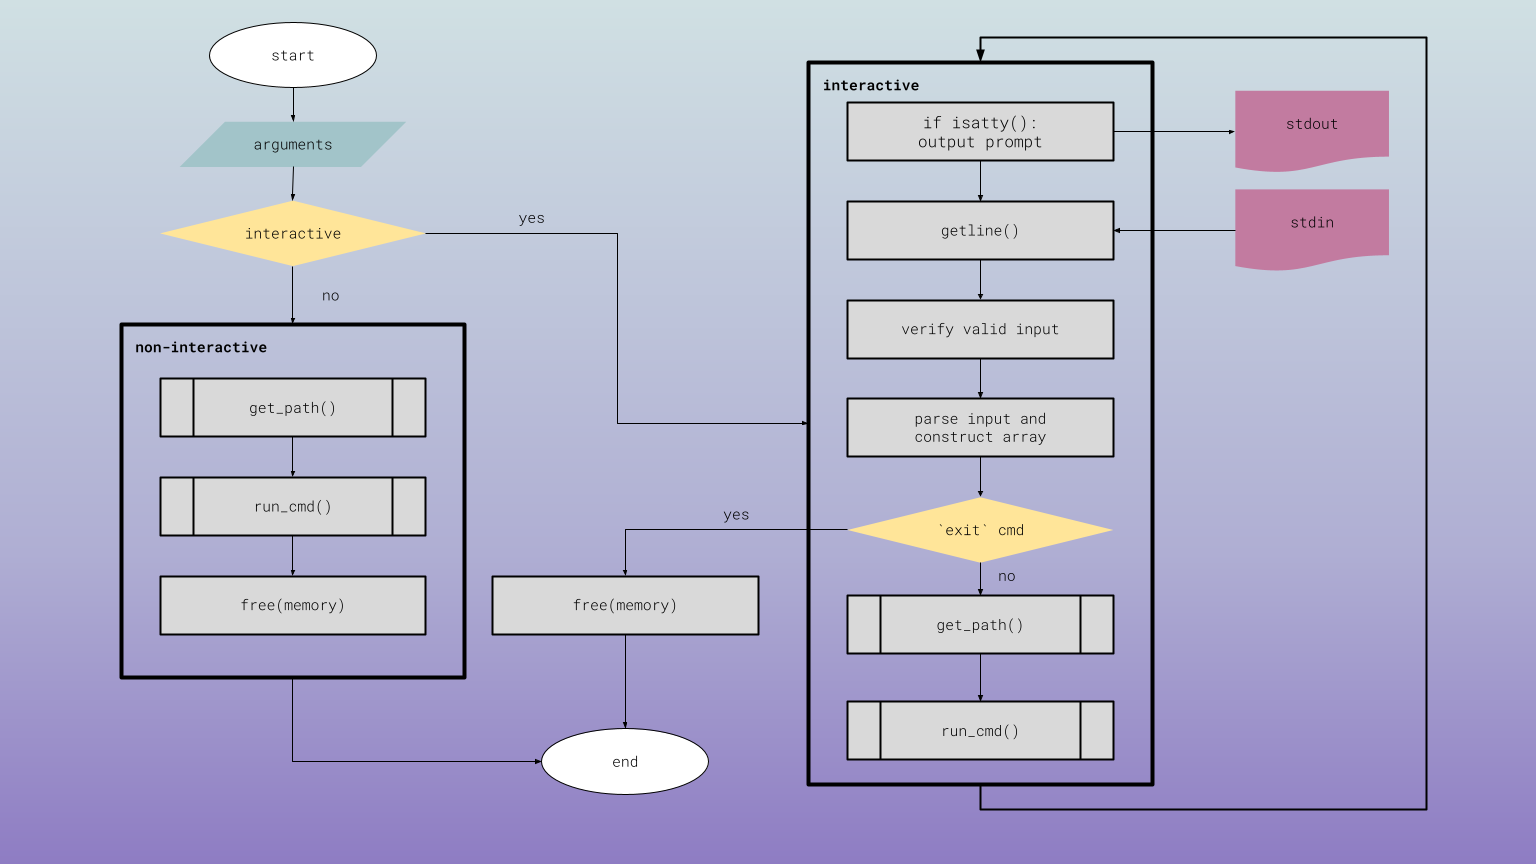 start
arguments
interactive
yes
no
non-interactive
get_path()
run_cmd()
free(memory)
interactive
if isatty():
output prompt
stdout
getline()
stdin
verify valid input
parse input and
construct array
`exit` cmd
yes
no
free(memory)
get_path()
run_cmd()
end